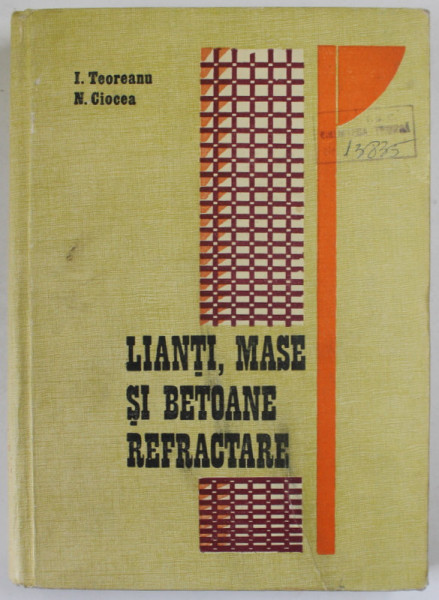 I. Teoreanu
N. Ciocea
13835
LIANȚI, MASE
ȘI BETOANE
REFRACTARE